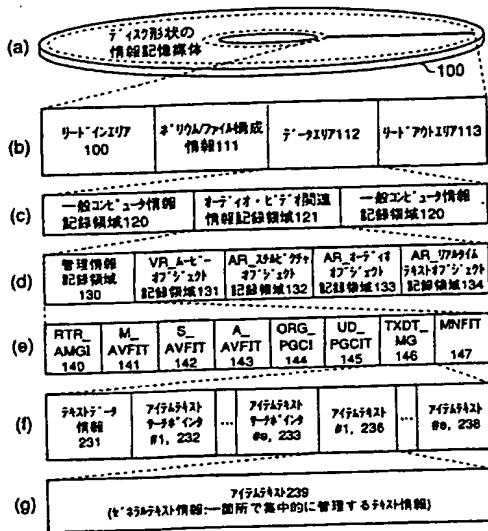 (a)
ディスク形状の
情報記憶媒体
100
(b)
リードインエリア
100
ボリウム/ファイル構成
情報111
データエリア112
リードアウトエリア113
(c)
一般コンピュータ情報
記録領域120
オーディオ・ビデオ関連
情報記録領域121
一般コンピュータ情報
記録領域120
(d)
管理情報
記録領域
130
VR_ムービー
オブジェクト
記録領域131
AR_スチルピクチャ
オブジェクト
記録領域132
AR_オーディオ
オブジェクト
記録領域133
AR_リアルタイム
テキストオブジェクト
記録領域134
(e)
RTR_
AMGI
140
M_
AVFIT
141
S_
AVFIT
142
A_
AVFIT
143
ORG_
PGCI
144
UD_
PGCIT
145
TXDT_
MG
146
MNFIT
147
(f)
テキストデータ
情報
231
アイテムテキスト
サーチポインタ
#1, 232
...
アイテムテキスト
サーチポインタ
#e, 233
アイテムテキスト
#1, 236
...
アイテムテキスト
#e, 238
(g)
アイテムテキスト239
(ゼネラルテキスト情報:一箇所で集中的に管理するテキスト情報)